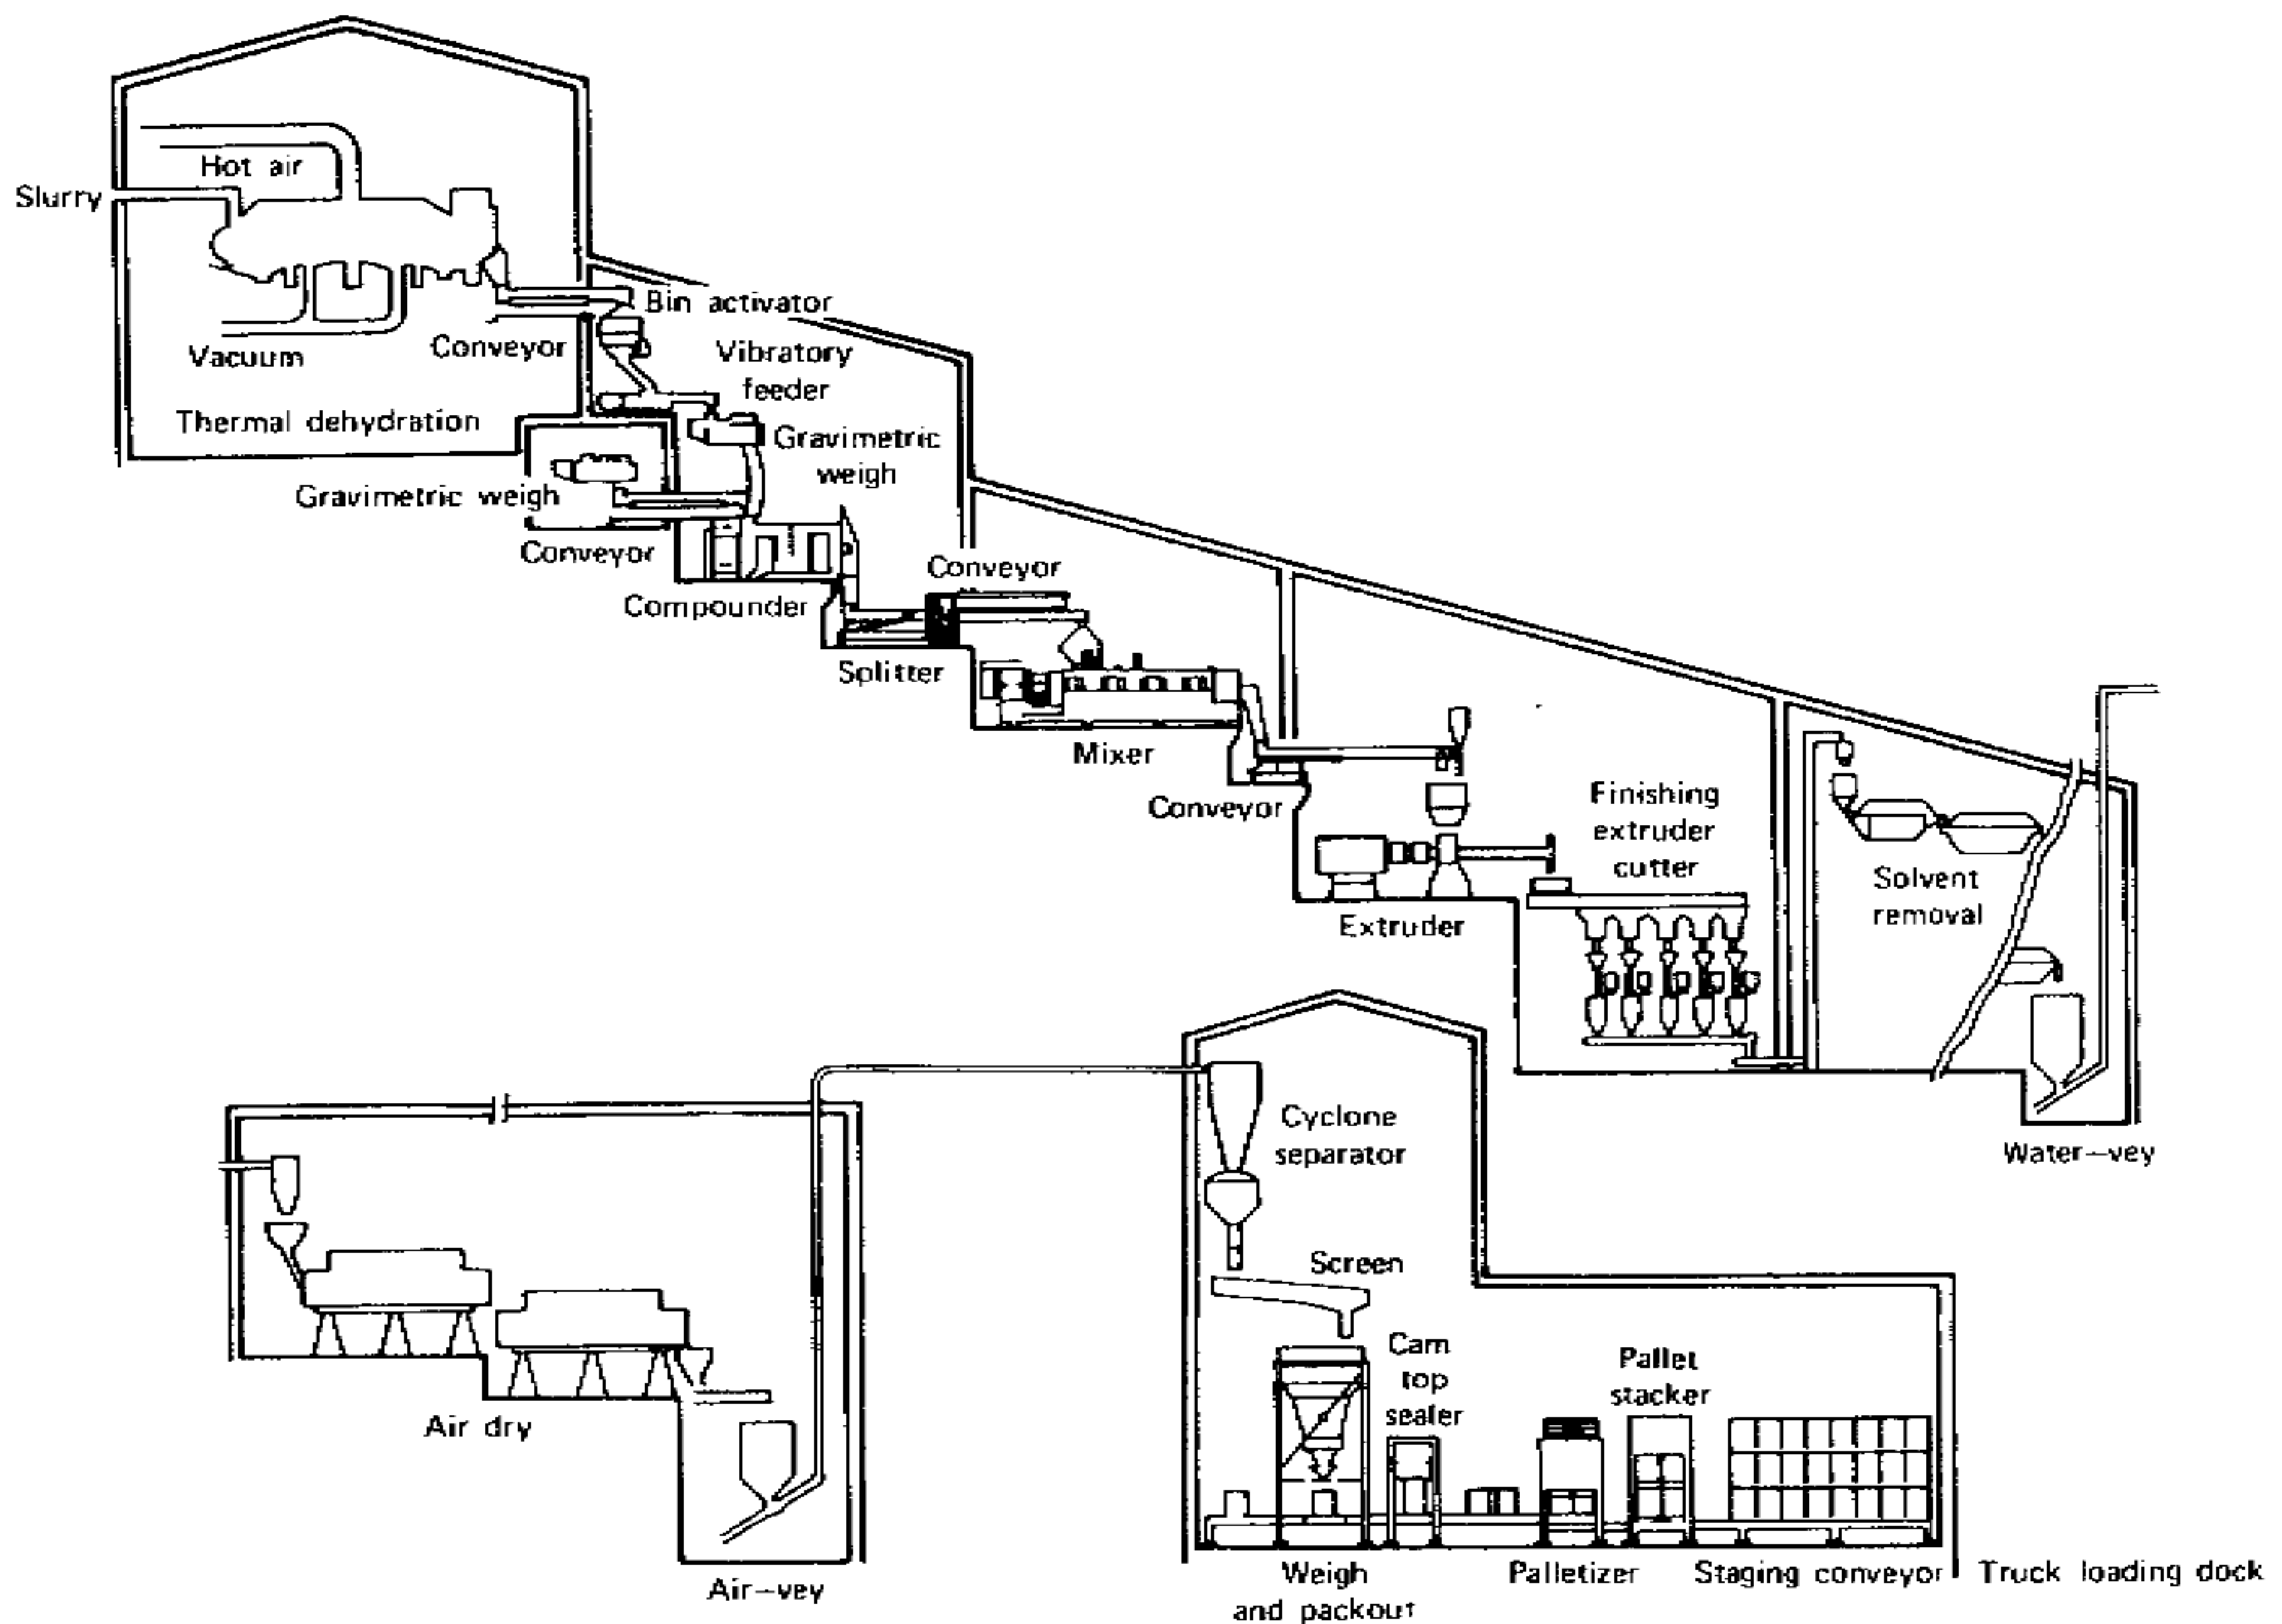 Hot air
Slurry
Bin activator
Vacuum
Conveyor
Vibratory
feeder
Thermal dehydration
Gravimetric
weigh
Gravimetric weigh
Conveyor
Conveyor
Compounder
Splitter
Mixer
Conveyor
Finishing
extruder
cutter
Solvent
removal
Extruder
Water-vey
Cyclone
separator
Screen
Cam
top
sealer
Pallet
stacker
Air dry
Air-vey
Weigh
and packout
Palletizer
Staging conveyor
Truck loading dock